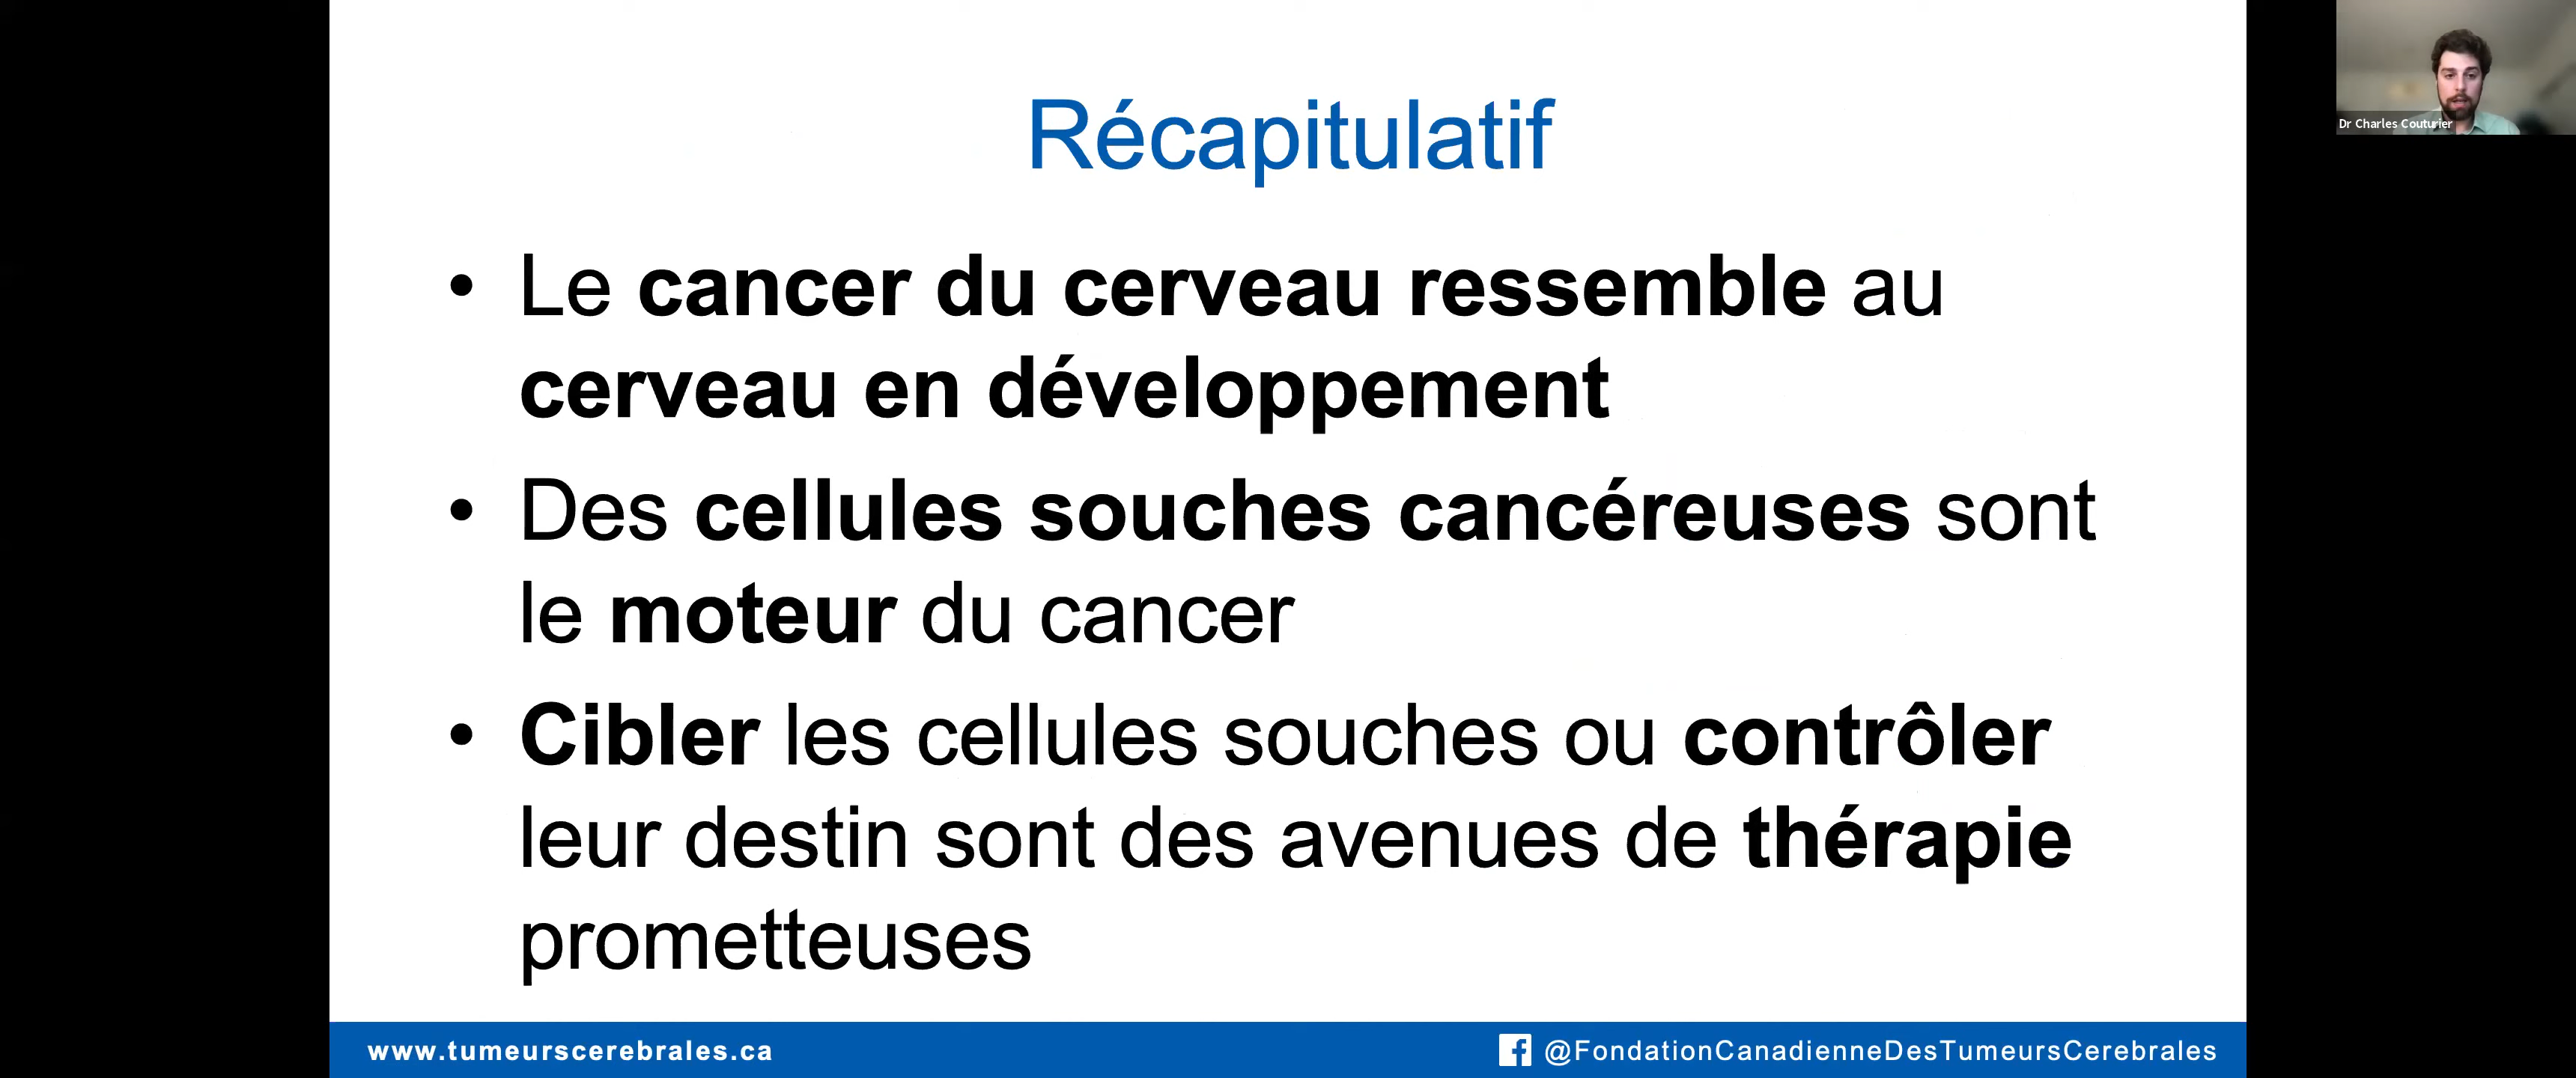 Récapitulatif
• Le cancer du cerveau ressemble au
cerveau en développement
• Des cellules souches cancéreuses sont
le moteur du cancer
• Cibler les cellules souches ou contrôler
leur destin sont des avenues de thérapie
prometteuses
www.tumeurscerebrales.ca
@FondationCanadienneDesTumeursCerebrales
Dr Charles Couturier